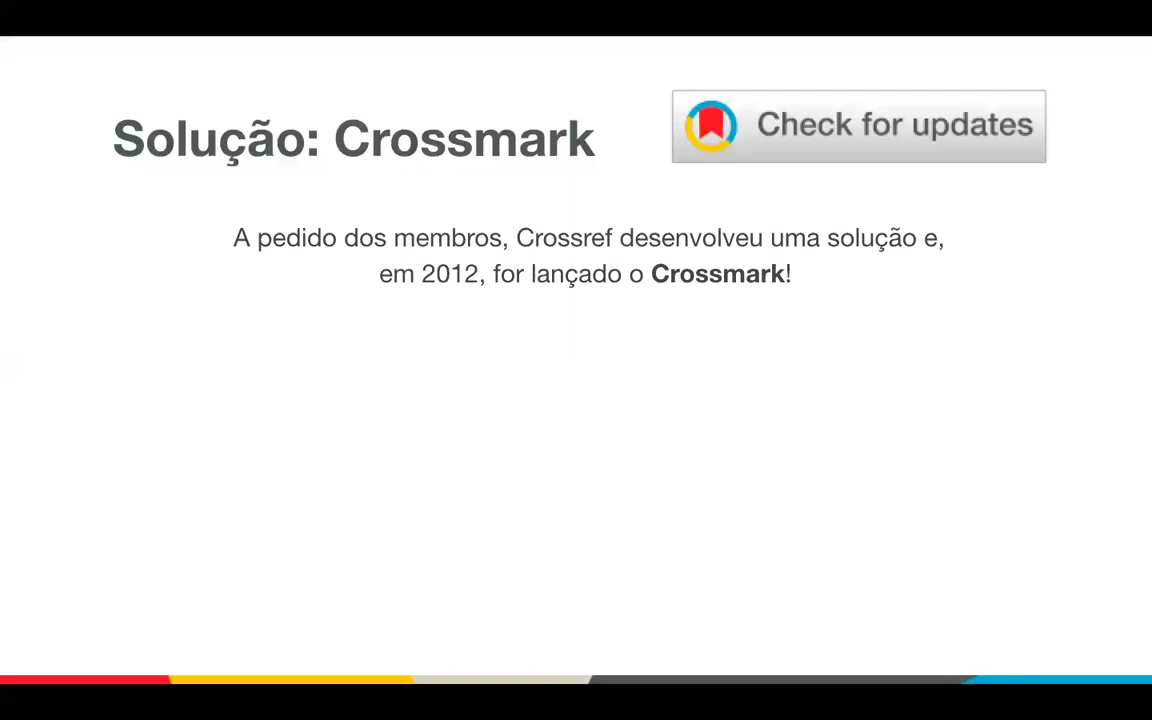 Solução: Crossmark
Check for updates
A pedido dos membros, Crossref desenvolveu uma solução e,
em 2012, for lançado o Crossmark!